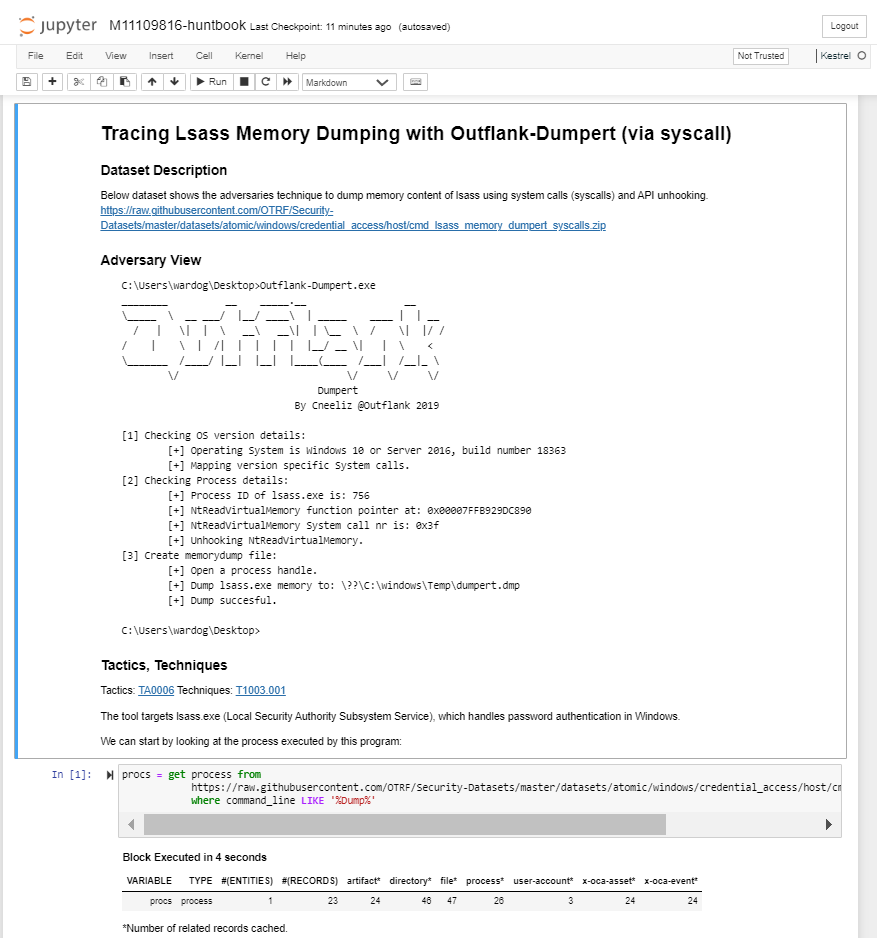 jupyter M11109816-huntbook Last Checkpoint: 11 minutes ago (autosaved)
Logout
File Edit View Insert Cell Kernel Help
Not Trusted
Kestrel
Run
Markdown
Tracing Lsass Memory Dumping with Outflank-Dumpert (via syscall)
Dataset Description
Below dataset shows the adversaries technique to dump memory content of lsass using system calls (syscalls) and API unhooking.
https://raw.githubusercontent.com/OTRF/Security-
Datasets/master/datasets/atomic/windows/credential_access/host/cmd_lsass_memory_dumpert_syscalls.zip
Adversary View
C:\Users\wardog\Desktop>Outflank-Dumpert.exe
Dumpert
By Cneeliz @Outflank 2019
[1] Checking OS version details:
[+] Operating System is Windows 10 or Server 2016, build number 18363
[+] Mapping version specific System calls.
[2] Checking Process details:
[+] Process ID of lsass.exe is: 756
[+] NtReadVirtualMemory function pointer at: 0x00007FFB929DC890
[+] NtReadVirtualMemory System call nr is: 0x3f
[+] Unhooking NtReadVirtualMemory.
[3] Create memorydump file:
[+] Open a process handle.
[+] Dump lsass.exe memory to: \??\C:\windows\Temp\dumpert.dmp
[+] Dump succesful.
C:\Users\wardog\Desktop>
Tactics, Techniques
Tactics: TA0006 Techniques: T1003.001
The tool targets lsass.exe (Local Security Authority Subsystem Service), which handles password authentication in Windows.
We can start by looking at the process executed by this program:
In [1]:
procs = get process from
https://raw.githubusercontent.com/OTRF/Security-Datasets/master/datasets/atomic/windows/credential_access/host/cm
where command_line LIKE '%Dump%'
Block Executed in 4 seconds
VARIABLE TYPE #(ENTITIES) #(RECORDS) artifact* directory* file* process* user-account* x-oca-asset* x-oca-event*
procs process 1 23 24 46 47 26 3 24 24
*Number of related records cached.